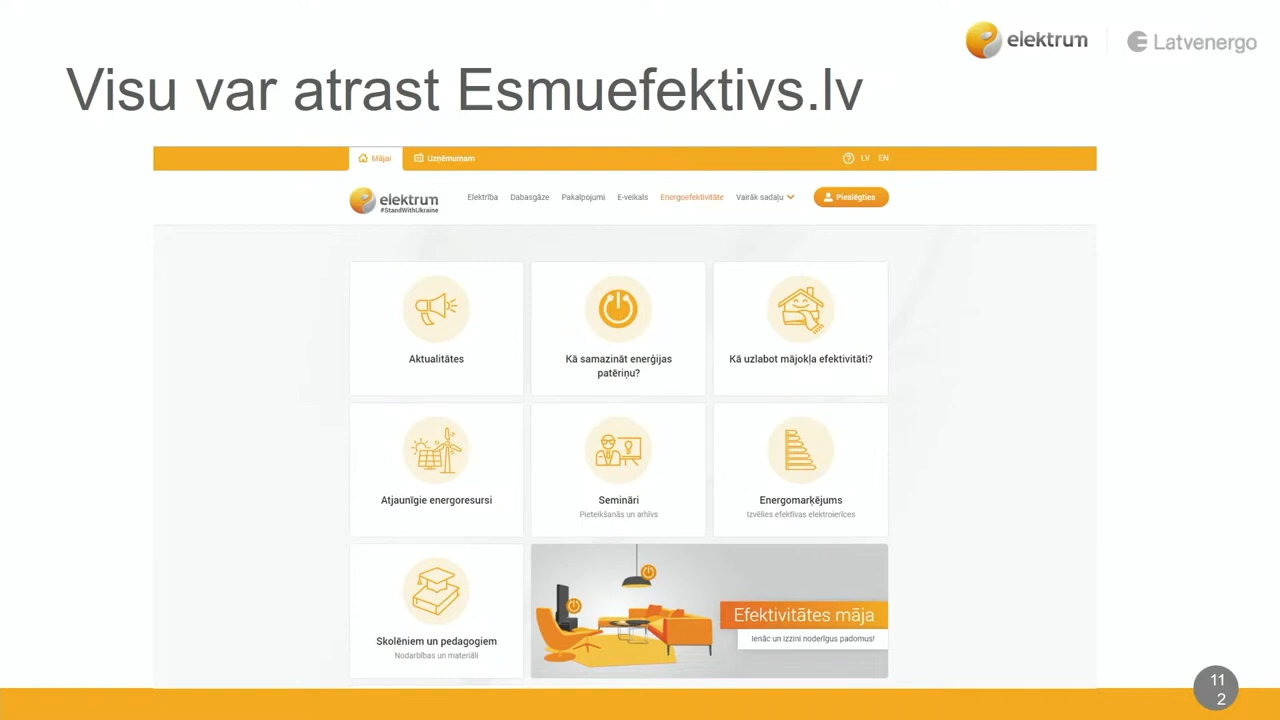 elektrum
Latvenergo
Visu var atrast Esmuefektivs.lv
Mājai
Uzņēmumam
LV EN
elektrum
#StandWithUkraine
Elektrība Dabasgāze Pakalpojumi E-veikals Energoefektivitāte Vairāk sadaļu
Pieslēgties
Aktualitātes
Kā samazināt enerģijas
patēriņu?
Kā uzlabot mājokļa efektivitāti?
Atjaunīgie energoresursi
Semināri
Pieteikšanās un arhīvs
Energomarķējums
Izvēlies efektīvas elektroierīces
Skolēniem un pedagogiem
Nodarbības un materiāli
Efektivitātes māja
Ienāc un izzini noderīgus padomus!
11
2